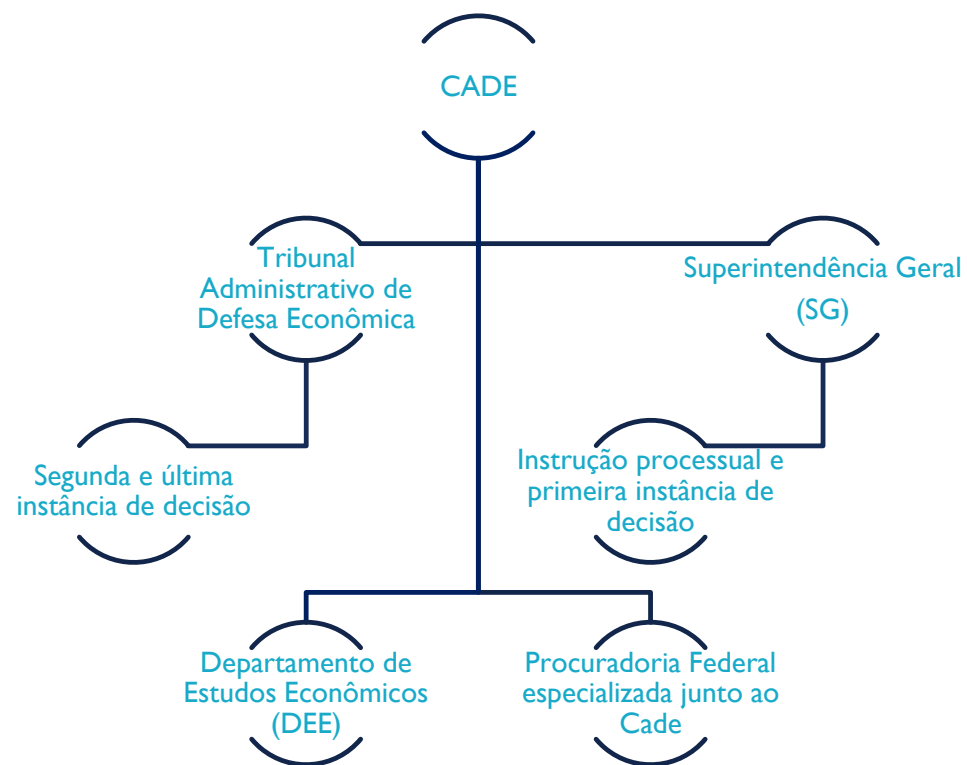 CADE
Tribunal
Administrativo de
Defesa Econômica
Superintendência Geral
(SG)
Segunda e última
instância de decisão
Instrução processual e
primeira instância de
decisão
Departamento de
Estudos Econômicos
(DEE)
Procuradoria Federal
especializada junto ao
Cade